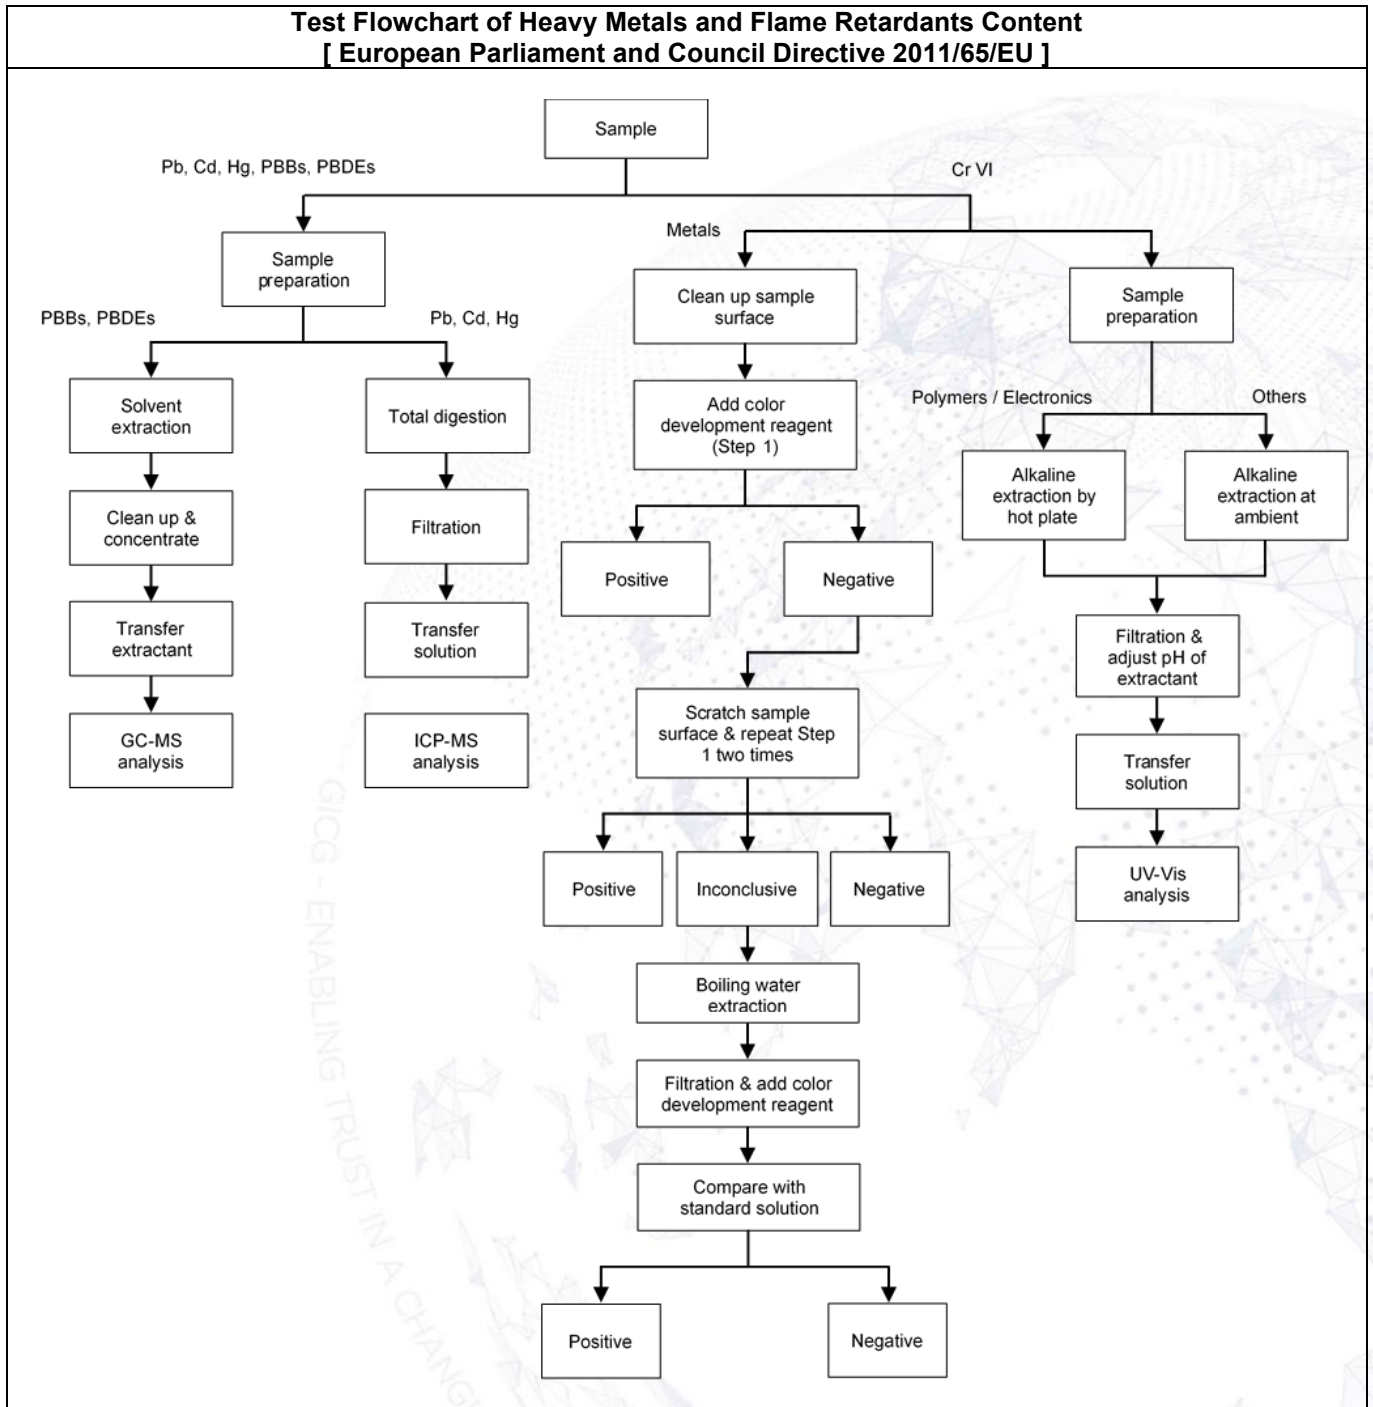 Test Flowchart of Heavy Metals and Flame Retardants Content
[ European Parliament and Council Directive 2011/65/EU ]
Sample
Pb, Cd, Hg, PBBs, PBDEs
Cr VI
Sample
preparation
PBBs, PBDEs
Pb, Cd, Hg
Solvent
extraction
Clean up &
concentrate
Transfer
extractant
GC-MS
analysis
Total digestion
Filtration
Transfer
solution
ICP-MS
analysis
Metals
Clean up sample
surface
Add color
development reagent
(Step 1)
Positive
Negative
Scratch sample
surface & repeat Step
1 two times
Positive
Inconclusive
Negative
Boiling water
extraction
Filtration & add color
development reagent
Compare with
standard solution
Positive
Negative
Sample
preparation
Polymers / Electronics
Others
Alkaline
extraction by
hot plate
Alkaline
extraction at
ambient
Filtration &
adjust pH of
extractant
Transfer
solution
UV-Vis
analysis
GICG - ENABLING TRUST IN A